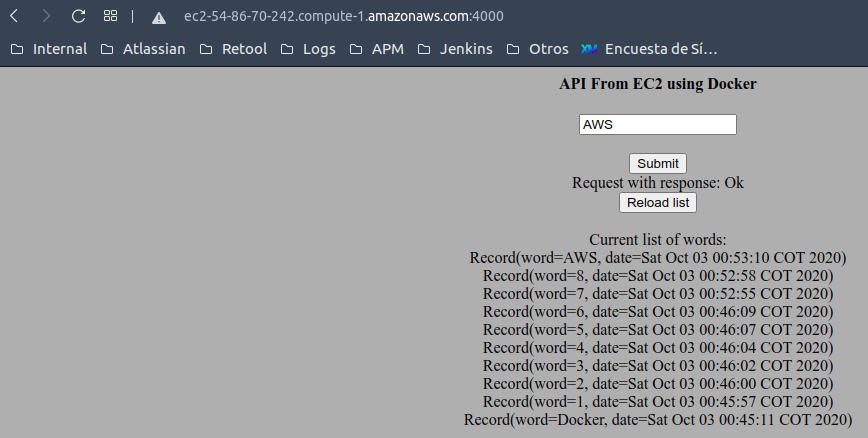 ec2-54-86-70-242.compute-1.amazonaws.com:4000
Internal Atlassian Retool Logs APM Jenkins Otros XM Encuesta de Sí...
API From EC2 using Docker
AWS
Submit
Request with response: Ok
Reload list
Current list of words:
Record(word=AWS, date=Sat Oct 03 00:53:10 COT 2020)
Record(word=8, date=Sat Oct 03 00:52:58 COT 2020)
Record(word=7, date=Sat Oct 03 00:52:55 COT 2020)
Record(word=6, date=Sat Oct 03 00:46:09 COT 2020)
Record(word=5, date=Sat Oct 03 00:46:07 COT 2020)
Record(word=4, date=Sat Oct 03 00:46:04 COT 2020)
Record(word=3, date=Sat Oct 03 00:46:02 COT 2020)
Record(word=2, date=Sat Oct 03 00:46:00 COT 2020)
Record(word=1, date=Sat Oct 03 00:45:57 COT 2020)
Record(word=Docker, date=Sat Oct 03 00:45:11 COT 2020)